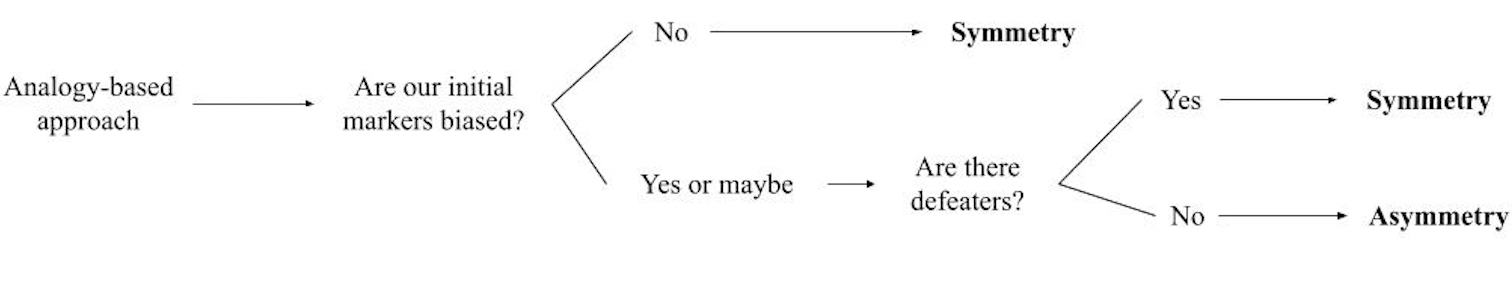 Analogy-based
approach
Are our initial
markers biased?
No
Symmetry
Yes or maybe
Are there
defeaters?
Yes
Symmetry
No
Asymmetry